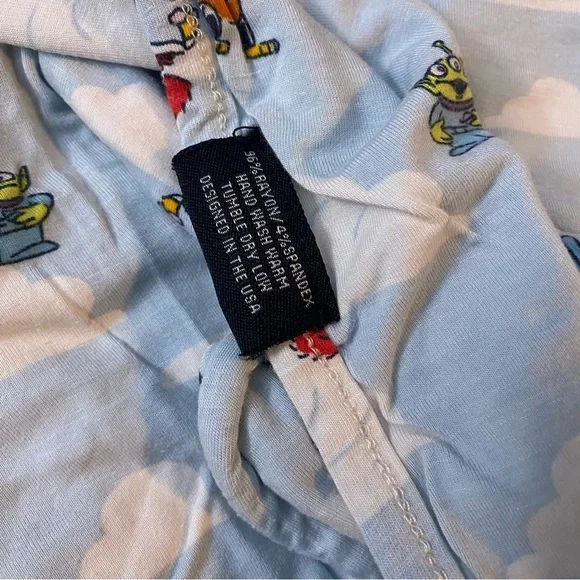 96% RAYON/4% SPANDEX
HAND WASH WARM
TUMBLE DRY LOW
DESIGNED IN THE USA